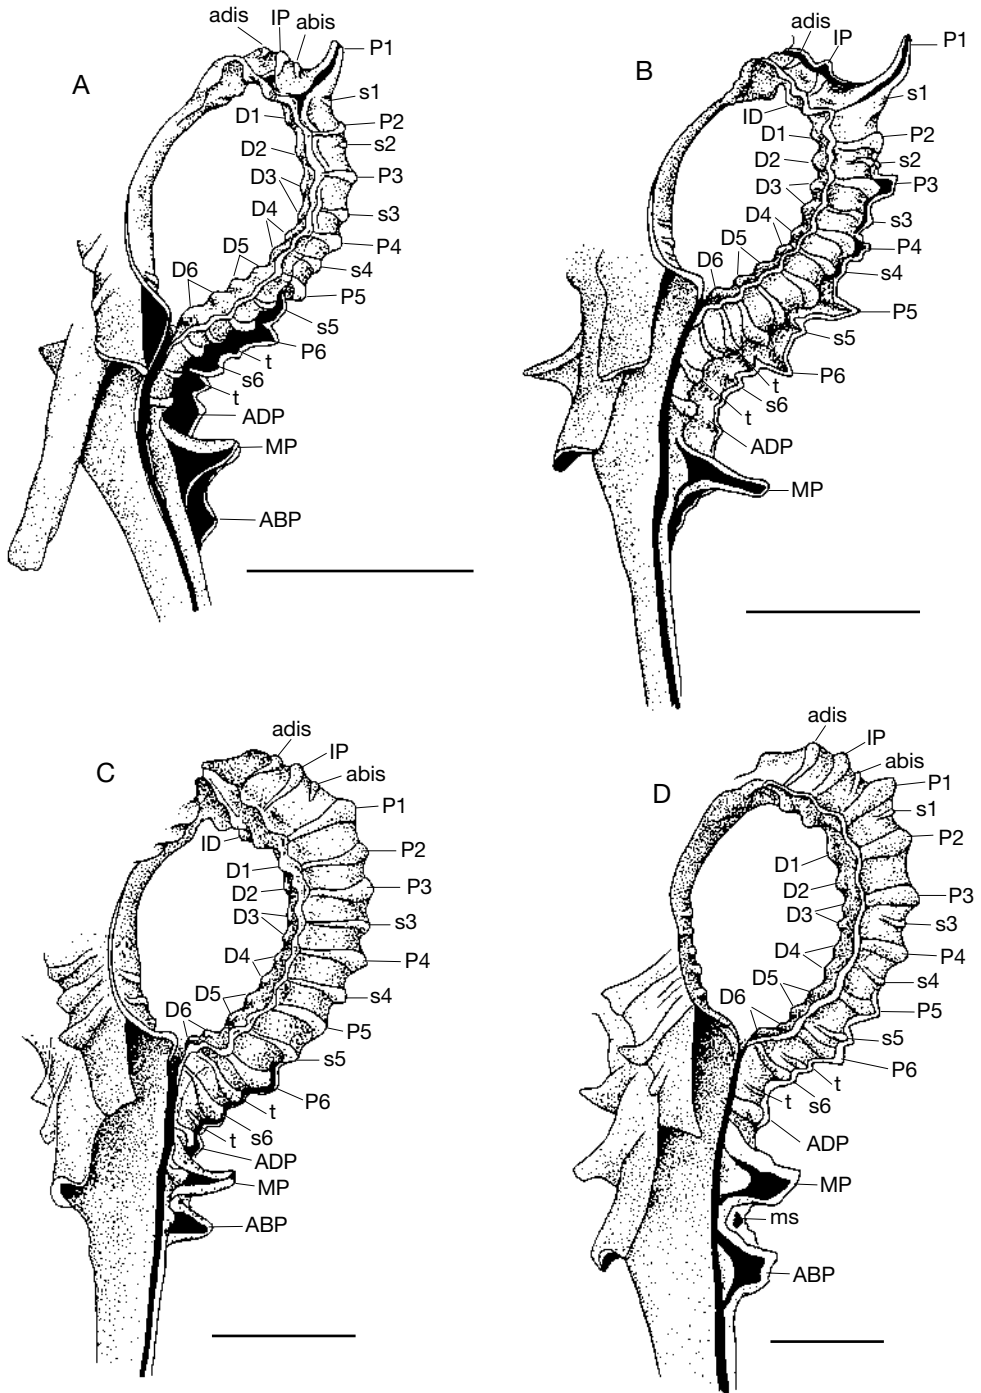 A
adis
IP
abis
P1
s1
D1
P2
s2
D2
P3
D3
s3
D4
P4
D5
s4
D6
P5
s5
P6
t
s6
t
ADP
MP
ABP
B
adis
IP
P1
s1
ID
D1
P2
D2
s2
D3
P3
D4
s3
D5
P4
D6
s4
P5
s5
P6
t
s6
t
ADP
MP
C
adis
IP
abis
P1
ID
P2
D1
D2
P3
D3
s3
D4
P4
D5
s4
D6
P5
s5
P6
t
s6
t
ADP
MP
ABP
D
adis
IP
abis
P1
s1
P2
D1
D2
P3
D3
s3
D4
P4
D5
s4
D6
P5
s5
P6
t
t
s6
ADP
MP
ms
ABP